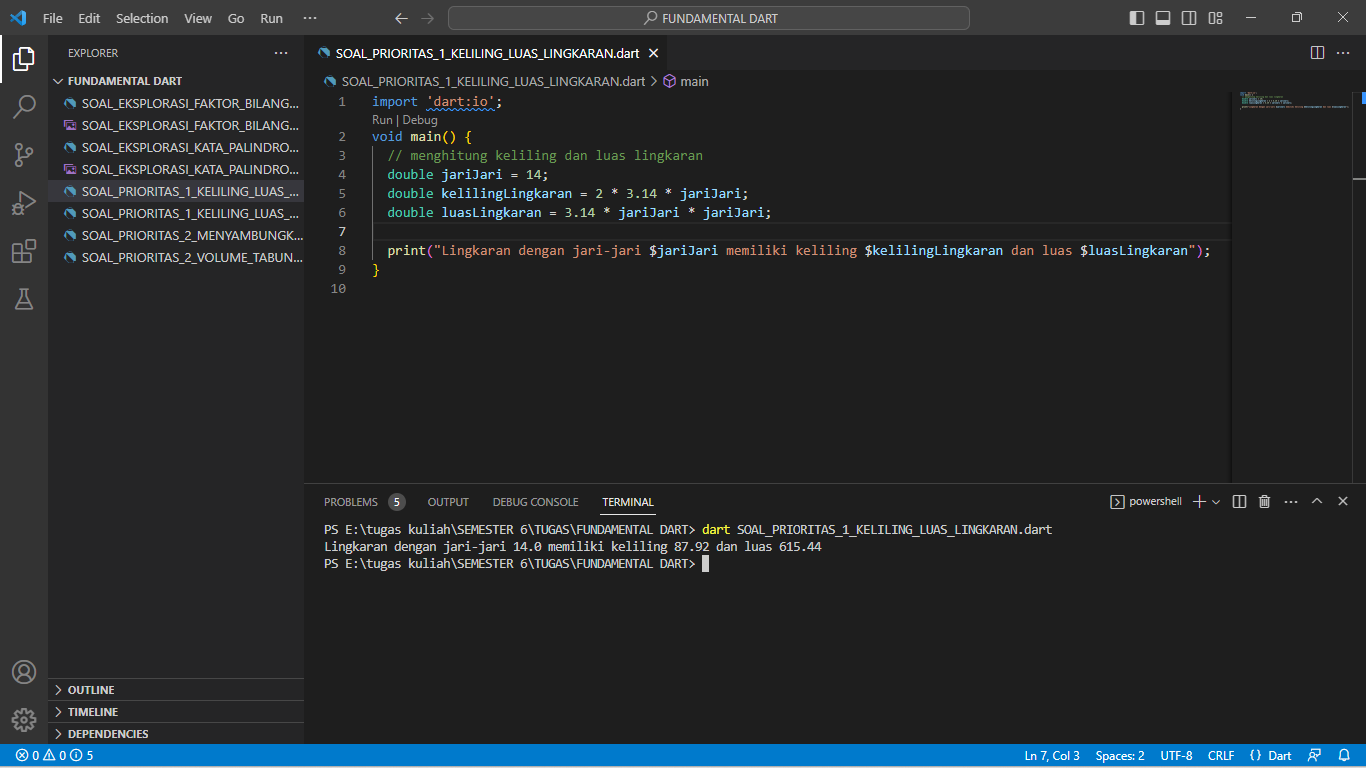 File Edit Selection View Go Run ··· FUNDAMENTAL DART
EXPLORER ···
FUNDAMENTAL DART
SOAL_EKSPLORASI_FAKTOR_BILANG...
SOAL_EKSPLORASI_FAKTOR_BILANG...
SOAL_EKSPLORASI_KATA_PALINDRO...
SOAL_EKSPLORASI_KATA_PALINDRO...
SOAL_PRIORITAS_1_KELILING_LUAS_...
SOAL_PRIORITAS_1_KELILING_LUAS_...
SOAL_PRIORITAS_2_MENYAMBUNGK...
SOAL_PRIORITAS_2_VOLUME_TABUN...
OUTLINE
TIMELINE
DEPENDENCIES
SOAL_PRIORITAS_1_KELILING_LUAS_LINGKARAN.dart
SOAL_PRIORITAS_1_KELILING_LUAS_LINGKARAN.dart > main
1 import 'dart:io';
Run | Debug
2 void main() {
3 // menghitung keliling dan luas lingkaran
4 double jariJari = 14;
5 double kelilingLingkaran = 2 * 3.14 * jariJari;
6 double luasLingkaran = 3.14 * jariJari * jariJari;
7
8 print("Lingkaran dengan jari-jari $jariJari memiliki keliling $kelilingLingkaran dan luas $luasLingkaran");
9 }
10
PROBLEMS 5 OUTPUT DEBUG CONSOLE TERMINAL powershell
PS E:\tugas kuliah\SEMESTER 6\TUGAS\FUNDAMENTAL DART> dart SOAL_PRIORITAS_1_KELILING_LUAS_LINGKARAN.dart
Lingkaran dengan jari-jari 14.0 memiliki keliling 87.92 dan luas 615.44
PS E:\tugas kuliah\SEMESTER 6\TUGAS\FUNDAMENTAL DART>
0 0 5 Ln 7, Col 3 Spaces: 2 UTF-8 CRLF {} Dart